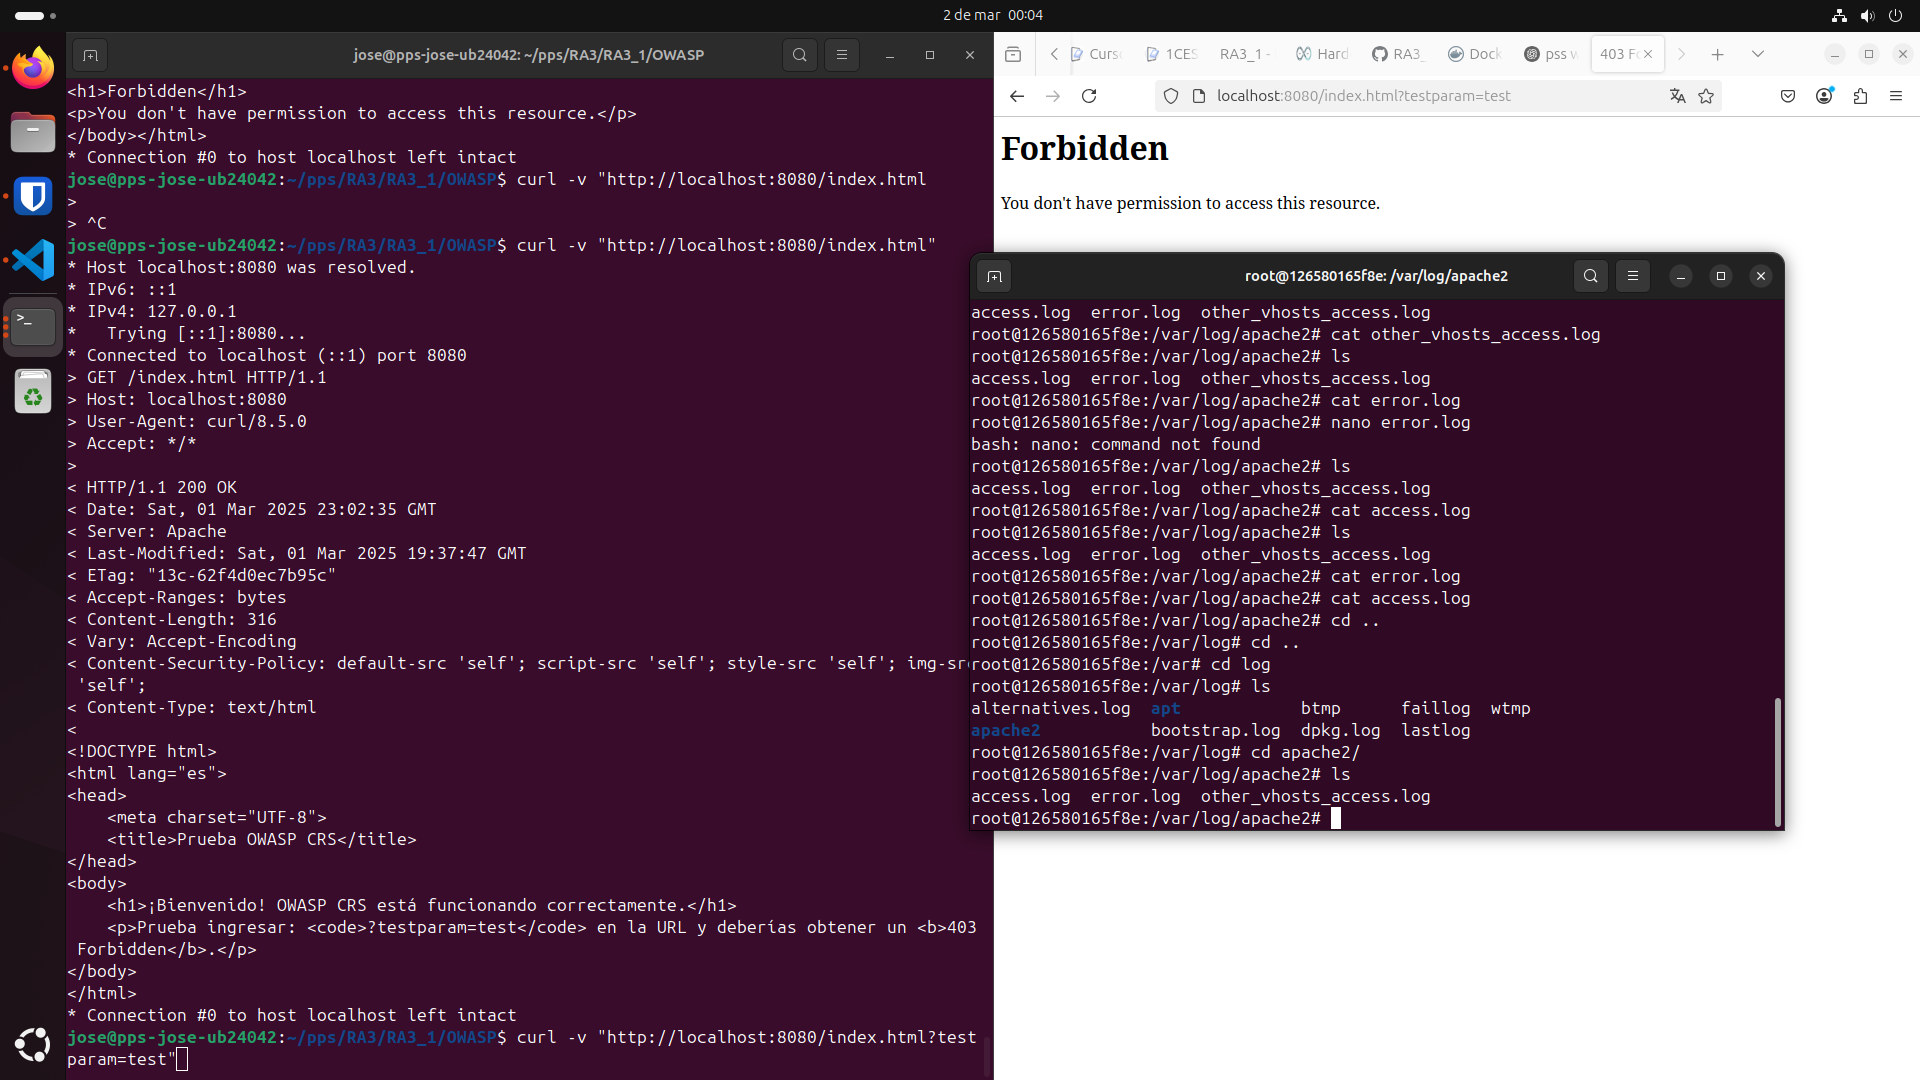 2 de mar 00:04
jose@pps-jose-ub24042: ~/pps/RA3/RA3_1/OWASP
<h1>Forbidden</h1>
<p>You don't have permission to access this resource.</p>
</body></html>
* Connection #0 to host localhost left intact
jose@pps-jose-ub24042:~/pps/RA3/RA3_1/OWASP$ curl -v "http://localhost:8080/index.html
>
> ^C
jose@pps-jose-ub24042:~/pps/RA3/RA3_1/OWASP$ curl -v "http://localhost:8080/index.html"
* Host localhost:8080 was resolved.
* IPv6: ::1
* IPv4: 127.0.0.1
*   Trying [::1]:8080...
* Connected to localhost (::1) port 8080
> GET /index.html HTTP/1.1
> Host: localhost:8080
> User-Agent: curl/8.5.0
> Accept: */*
>
< HTTP/1.1 200 OK
< Date: Sat, 01 Mar 2025 23:02:35 GMT
< Server: Apache
< Last-Modified: Sat, 01 Mar 2025 19:37:47 GMT
< ETag: "13c-62f4d0ec7b95c"
< Accept-Ranges: bytes
< Content-Length: 316
< Vary: Accept-Encoding
< Content-Security-Policy: default-src 'self'; script-src 'self'; style-src 'self'; img-src
'self';
< Content-Type: text/html
<
<!DOCTYPE html>
<html lang="es">
<head>
    <meta charset="UTF-8">
    <title>Prueba OWASP CRS</title>
</head>
<body>
    <h1>¡Bienvenido! OWASP CRS está funcionando correctamente.</h1>
    <p>Prueba ingresar: <code>?testparam=test</code> en la URL y deberías obtener un <b>403
Forbidden</b>.</p>
</body>
</html>
* Connection #0 to host localhost left intact
jose@pps-jose-ub24042:~/pps/RA3/RA3_1/OWASP$ curl -v "http://localhost:8080/index.html?test
param=test"
Curso 1CES RA3_1 - Hard RA3_ Dock pss w 403 Fo
localhost:8080/index.html?testparam=test
Forbidden
You don't have permission to access this resource.
root@126580165f8e: /var/log/apache2
access.log  error.log  other_vhosts_access.log
root@126580165f8e:/var/log/apache2# cat other_vhosts_access.log
root@126580165f8e:/var/log/apache2# ls
access.log  error.log  other_vhosts_access.log
root@126580165f8e:/var/log/apache2# cat error.log
root@126580165f8e:/var/log/apache2# nano error.log
bash: nano: command not found
root@126580165f8e:/var/log/apache2# ls
access.log  error.log  other_vhosts_access.log
root@126580165f8e:/var/log/apache2# cat access.log
root@126580165f8e:/var/log/apache2# ls
access.log  error.log  other_vhosts_access.log
root@126580165f8e:/var/log/apache2# cat error.log
root@126580165f8e:/var/log/apache2# cat access.log
root@126580165f8e:/var/log/apache2# cd ..
root@126580165f8e:/var/log# cd ..
root@126580165f8e:/var# cd log
root@126580165f8e:/var/log# ls
alternatives.log  apt            btmp      faillog  wtmp
apache2           bootstrap.log  dpkg.log  lastlog
root@126580165f8e:/var/log# cd apache2/
root@126580165f8e:/var/log/apache2# ls
access.log  error.log  other_vhosts_access.log
root@126580165f8e:/var/log/apache2#